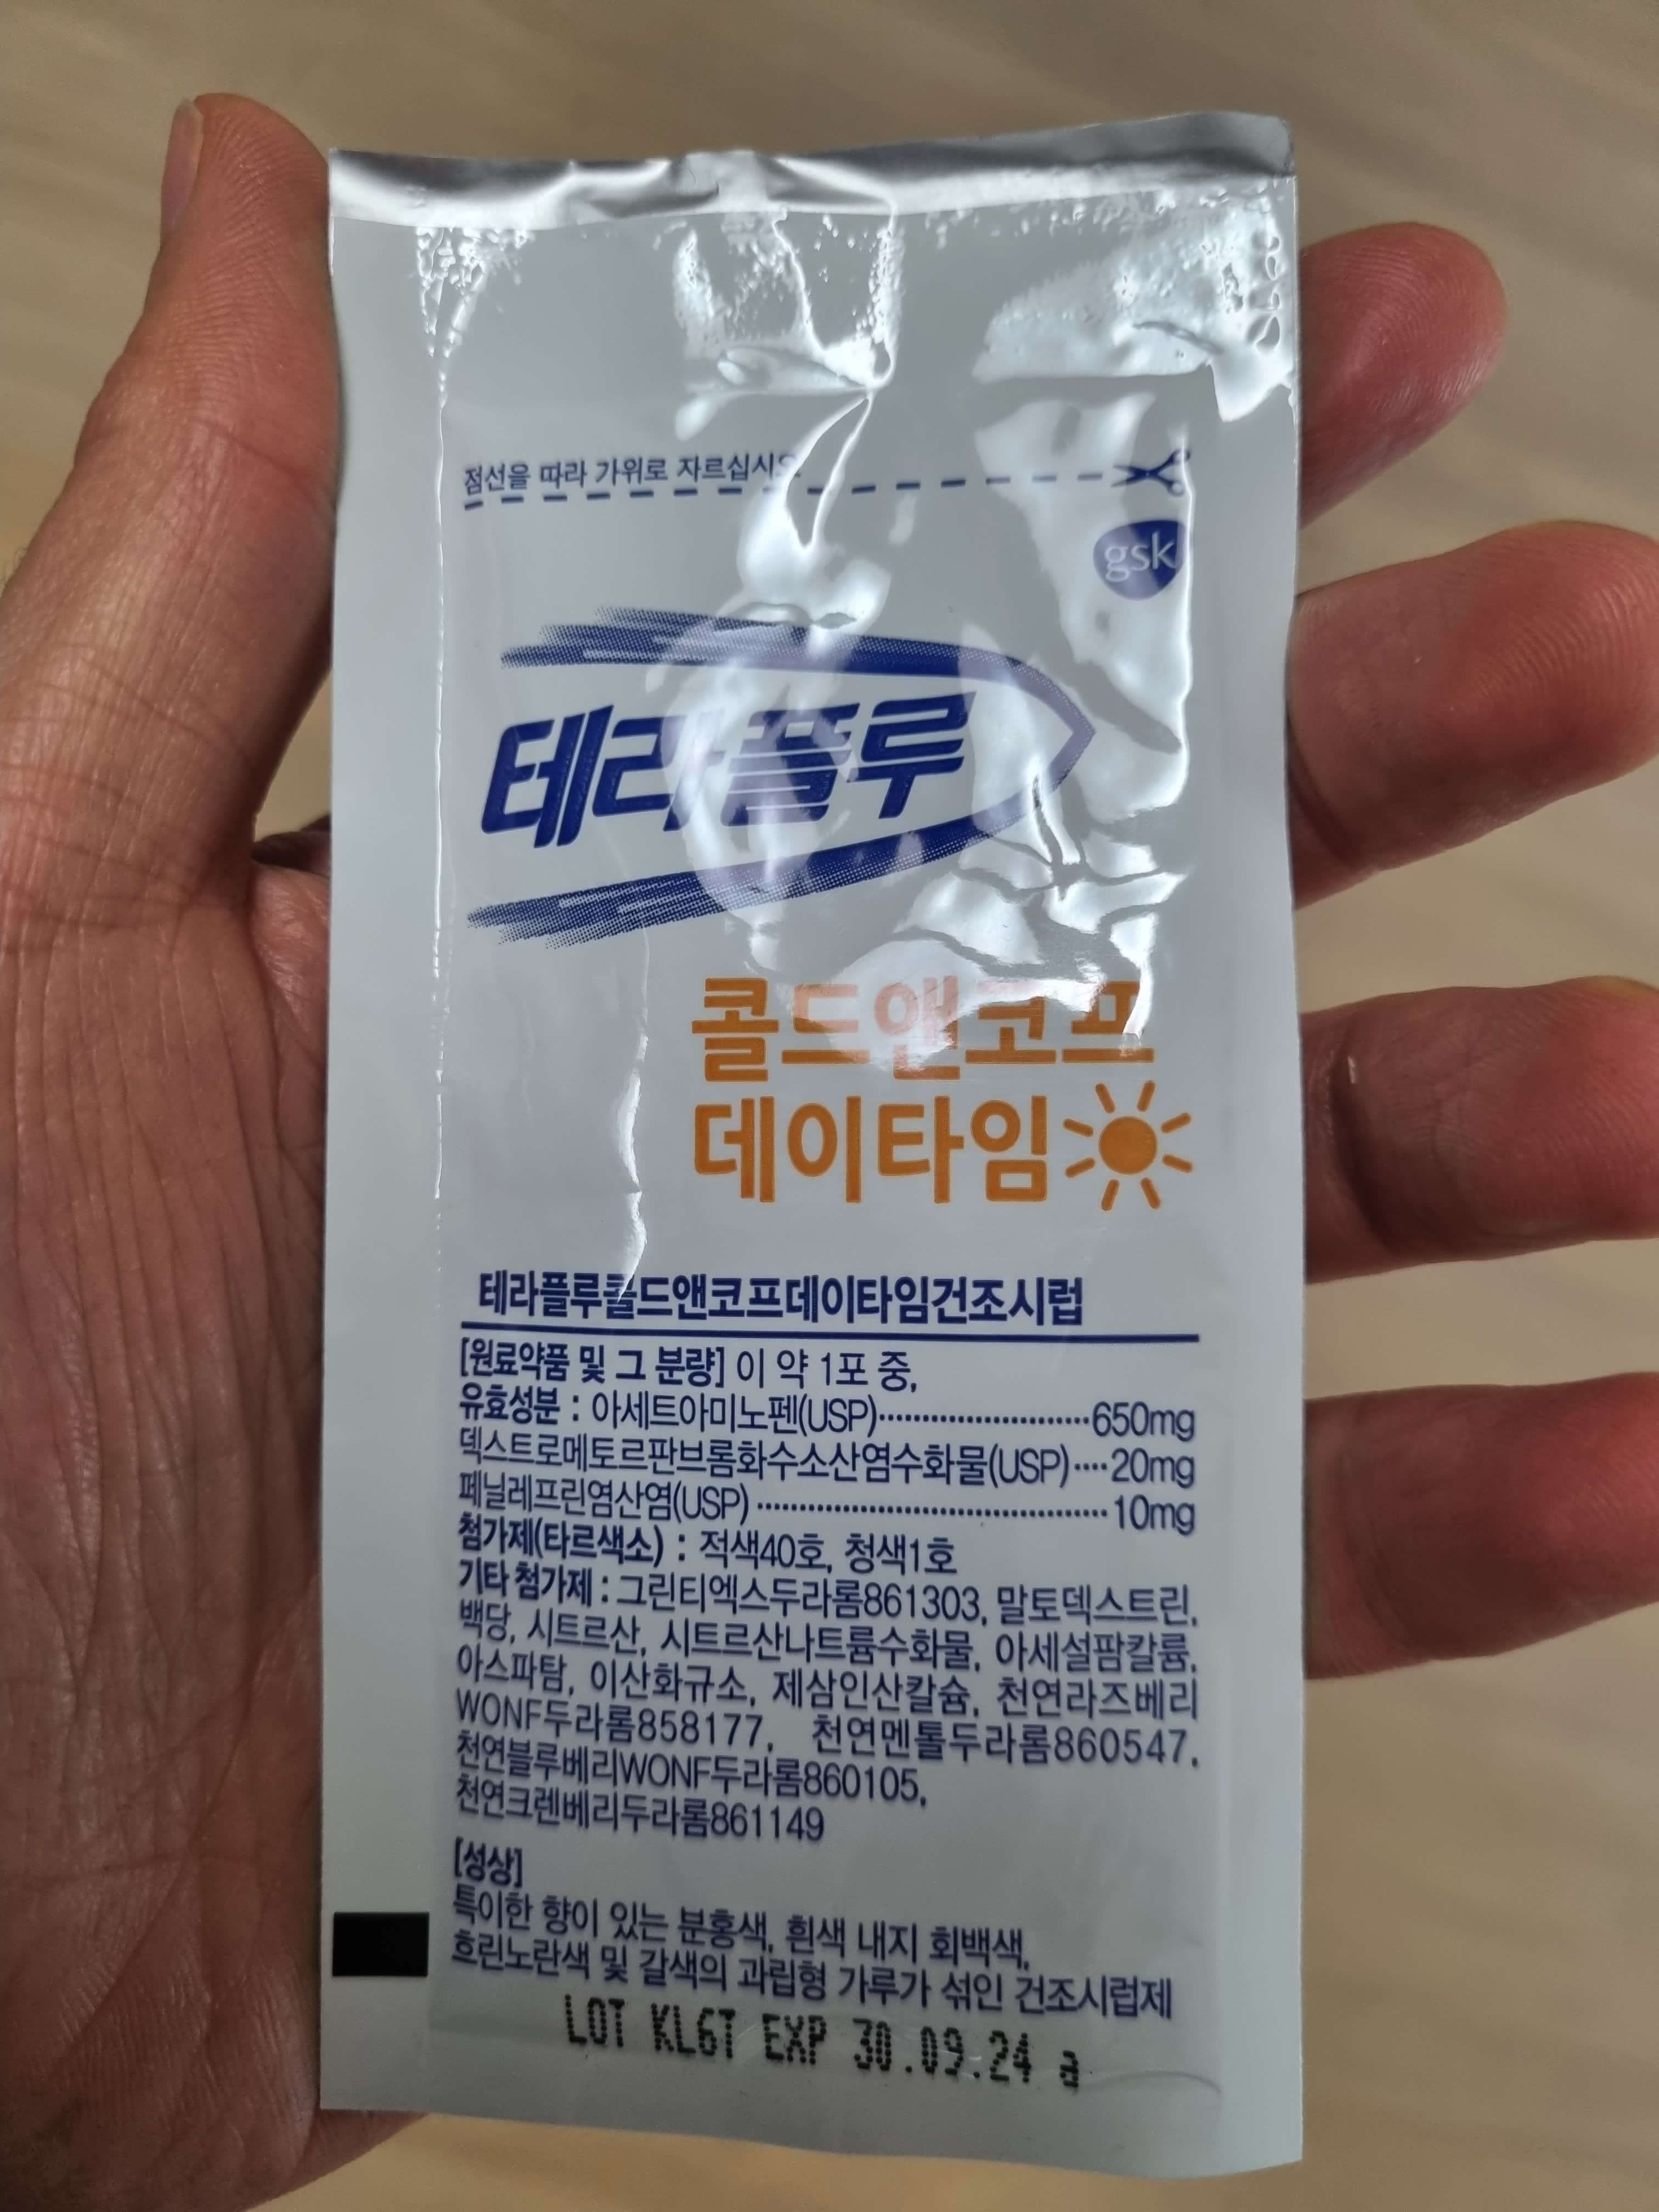 점선을 따라 가위로 자르십시오
gsk
테라플루
콜드앤코프
데이타임
테라플루콜드앤코프데이타임건조시럽
[원료약품 및 그 분량] 이 약 1포 중,
유효성분 : 아세트아미노펜(USP)························650mg
덱스트로메토르판브롬화수소산염수화물(USP)····20mg
페닐레프린염산염(USP)········································10mg
첨가제(타르색소) : 적색40호, 청색1호
기타 첨가제 : 그린티엑스두라롬861303, 말토덱스트린,
백당, 시트르산, 시트르산나트륨수화물, 아세설팜칼륨,
아스파탐, 이산화규소, 제삼인산칼슘, 천연라즈베리
WONF두라롬858177, 천연멘톨두라롬860547,
천연블루베리WONF두라롬860105,
천연크렌베리두라롬861149
[성상]
특이한 향이 있는 분홍색, 흰색 내지 회백색,
흐린노란색 및 갈색의 과립형 가루가 섞인 건조시럽제
LOT KL6T EXP 30.09.24 a